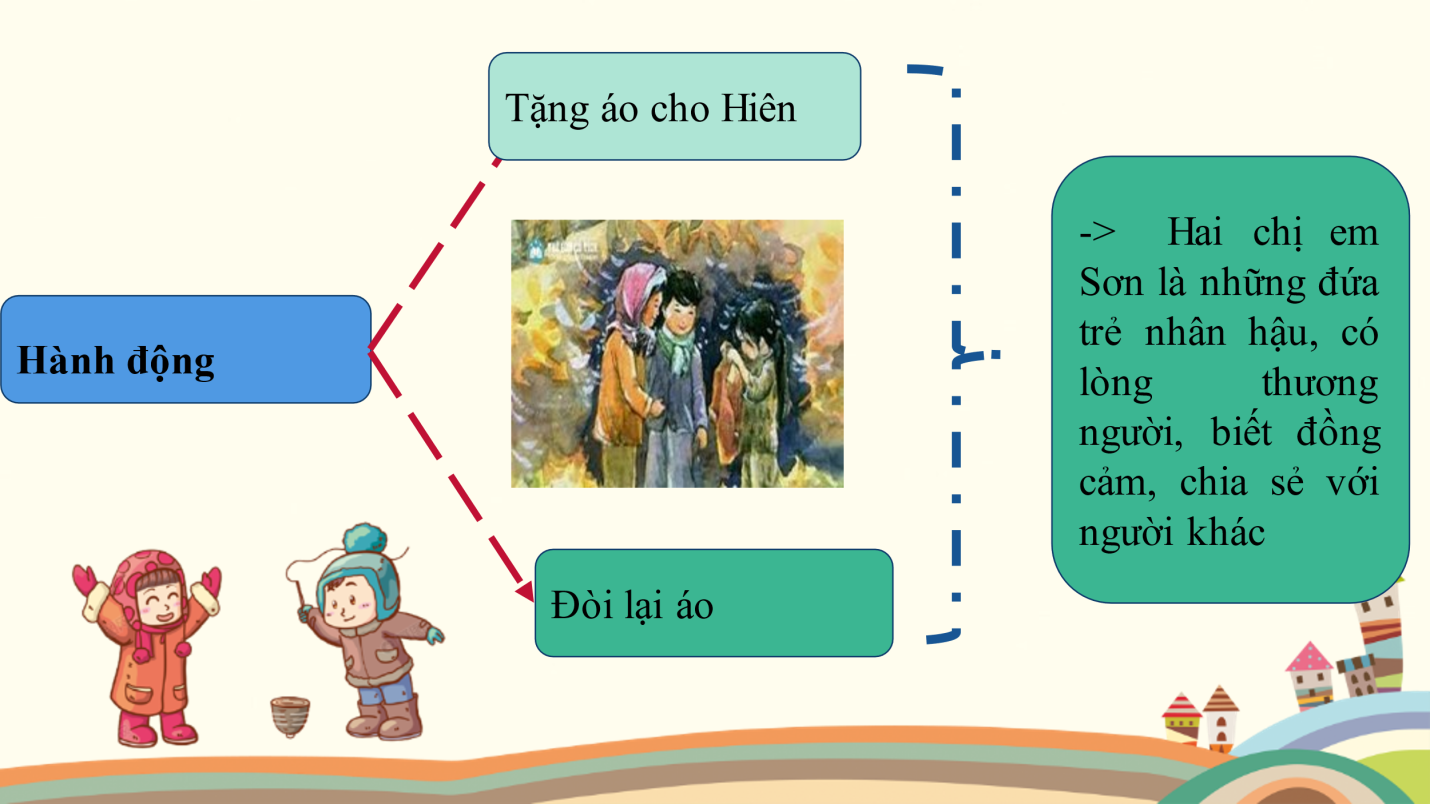 Tặng áo cho Hiên
Hành động
Đòi lại áo
-> Hai chị em
Sơn là những đứa
trẻ nhân hậu, có
lòng thương
người, biết đồng
cảm, chia sẻ với
người khác